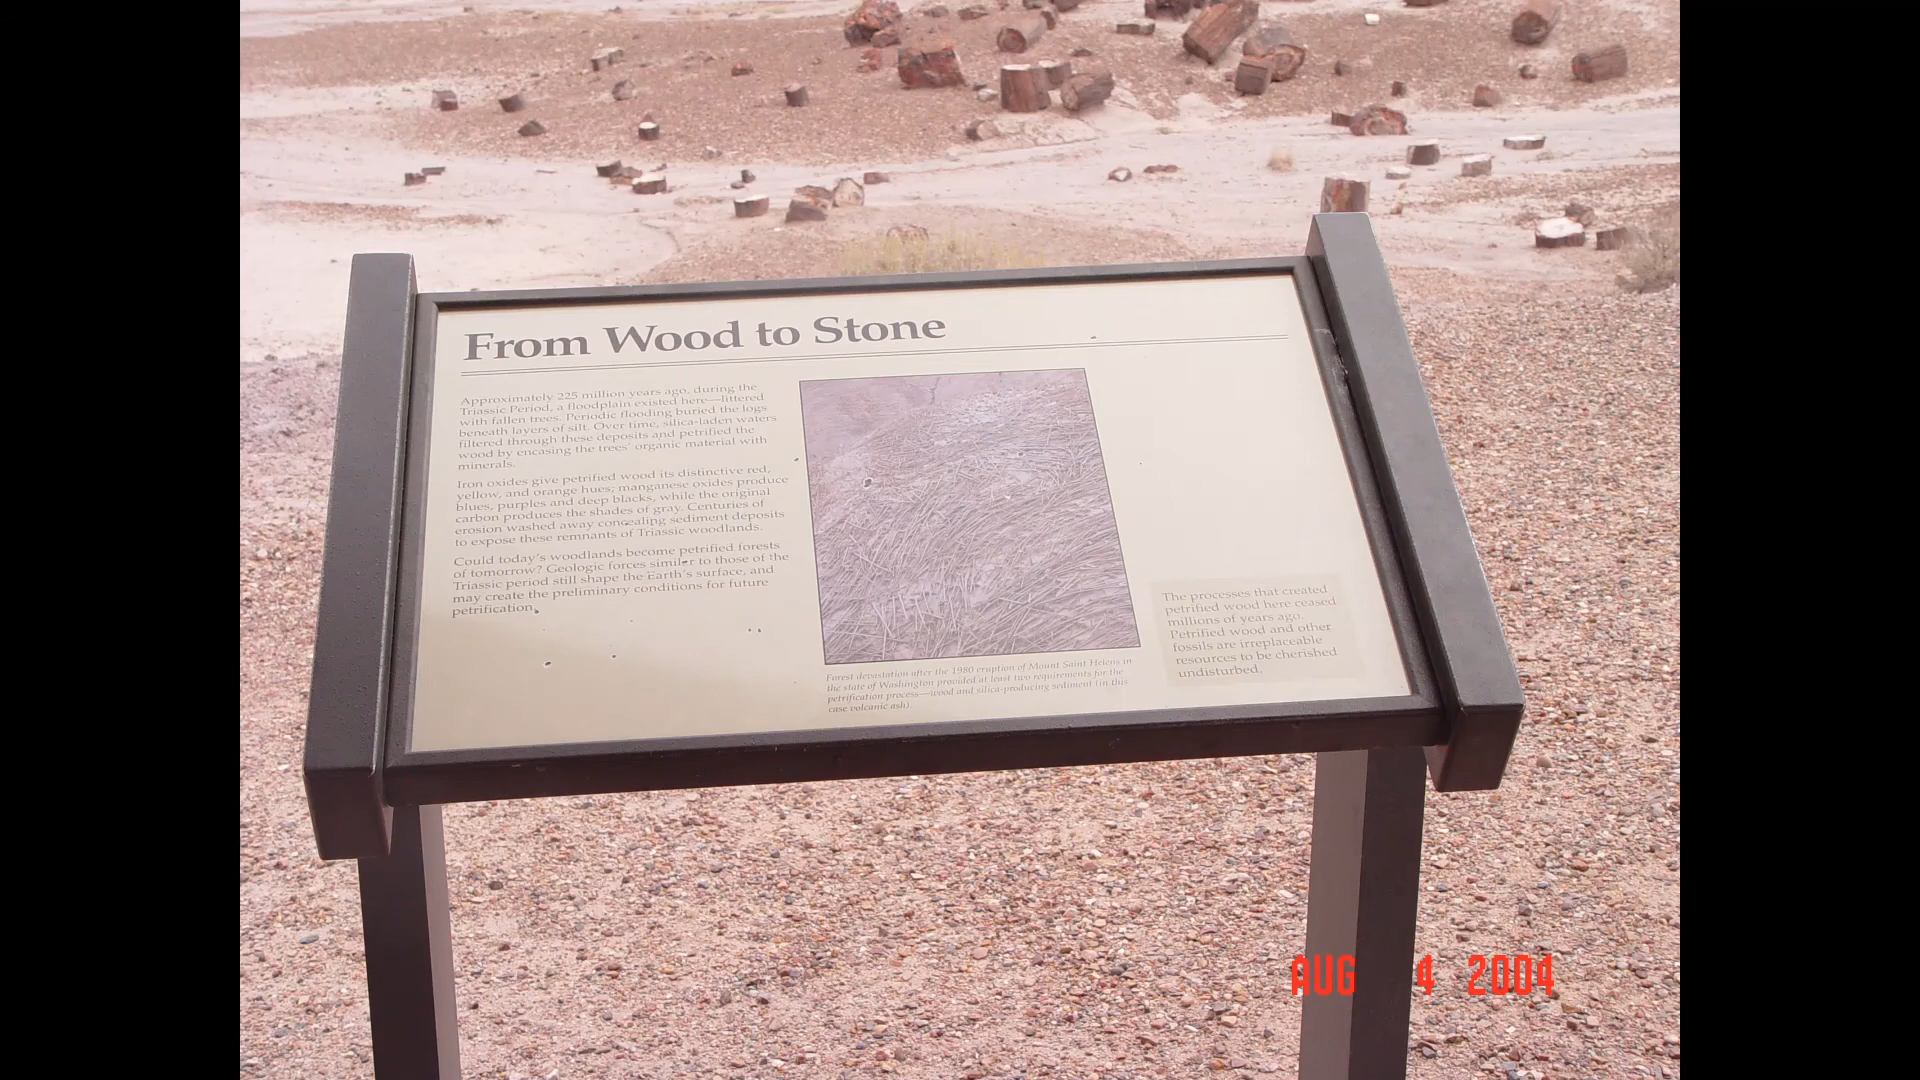 From Wood to Stone
Approximately 225 million years ago, during the
Triassic Period, a floodplain existed here—littered
with fallen trees. Periodic flooding buried the logs
beneath layers of silt. Over time, silica-laden waters
filtered through these deposits and petrified the
wood by encasing the trees' organic material with
minerals.
Iron oxides give petrified wood its distinctive red,
yellow, and orange hues; manganese oxides produce
blues, purples and deep blacks, while the original
carbon produces the shades of gray. Centuries of
erosion washed away concealing sediment deposits
to expose these remnants of Triassic woodlands.
Could today's woodlands become petrified forests
of tomorrow? Geologic forces similar to those of the
Triassic period still shape the Earth's surface, and
may create the preliminary conditions for future
petrification.
Forest devastation after the 1980 eruption of Mount Saint Helens in
the state of Washington provided at least two requirements for the
petrification process—wood and silica-producing sediment (in this
case volcanic ash).
The processes that created
petrified wood here ceased
millions of years ago.
Petrified wood and other
fossils are irreplaceable
resources to be cherished
undisturbed.
AUG 4 2004